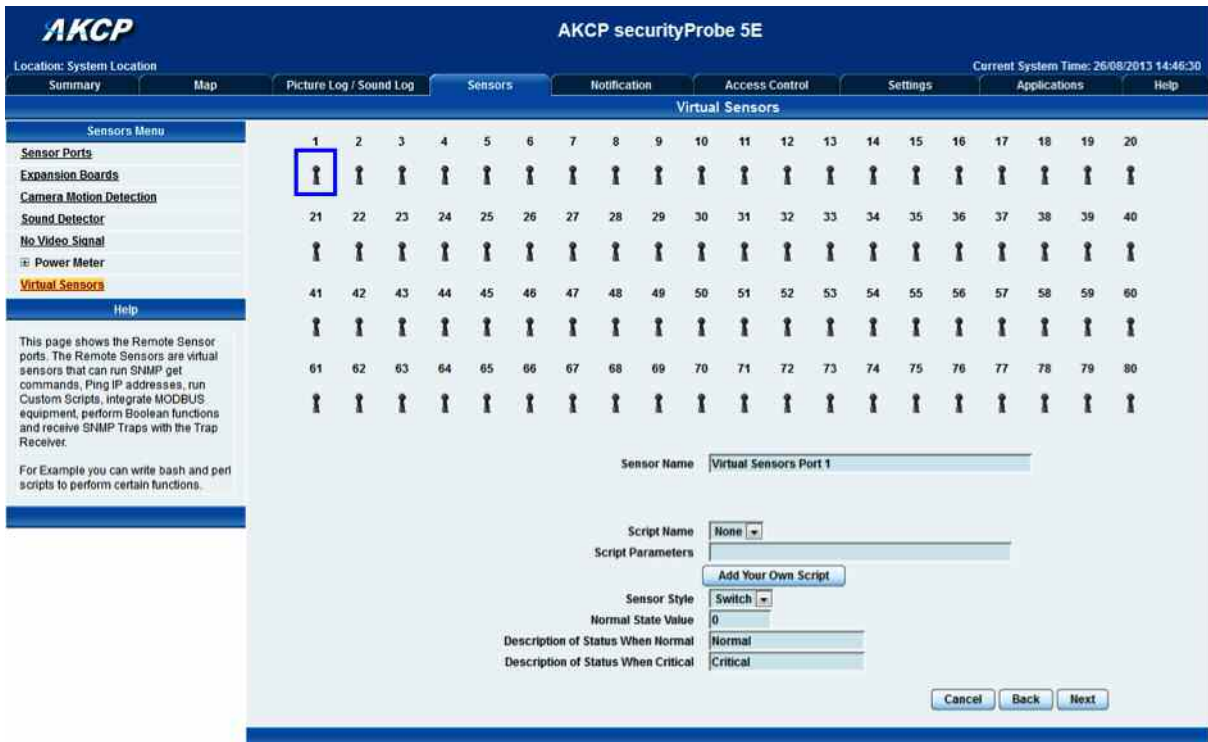 AKCP
AKCP securityProbe 5E
Location: System Location
Current System Time: 26/08/2013 14:46:30
Summary Map Picture Log / Sound Log Sensors Notification Access Control Settings Applications Help
Virtual Sensors
Sensors Menu
Sensor Ports
Expansion Boards
Camera Motion Detection
Sound Detector
No Video Signal
Power Meter
Virtual Sensors
Help
This page shows the Remote Sensor
ports. The Remote Sensors are virtual
sensors that can run SNMP get
commands, Ping IP addresses, run
Custom Scripts, integrate MODBUS
equipment, perform Boolean functions
and receive SNMP Traps with the Trap
Receiver.
For Example you can write bash and perl
scripts to perform certain functions.
1 2 3 4 5 6 7 8 9 10 11 12 13 14 15 16 17 18 19 20
21 22 23 24 25 26 27 28 29 30 31 32 33 34 35 36 37 38 39 40
41 42 43 44 45 46 47 48 49 50 51 52 53 54 55 56 57 58 59 60
61 62 63 64 65 66 67 68 69 70 71 72 73 74 75 76 77 78 79 80
Sensor Name Virtual Sensors Port 1
Script Name None
Script Parameters
Add Your Own Script
Sensor Style Switch
Normal State Value 0
Description of Status When Normal Normal
Description of Status When Critical Critical
Cancel Back Next